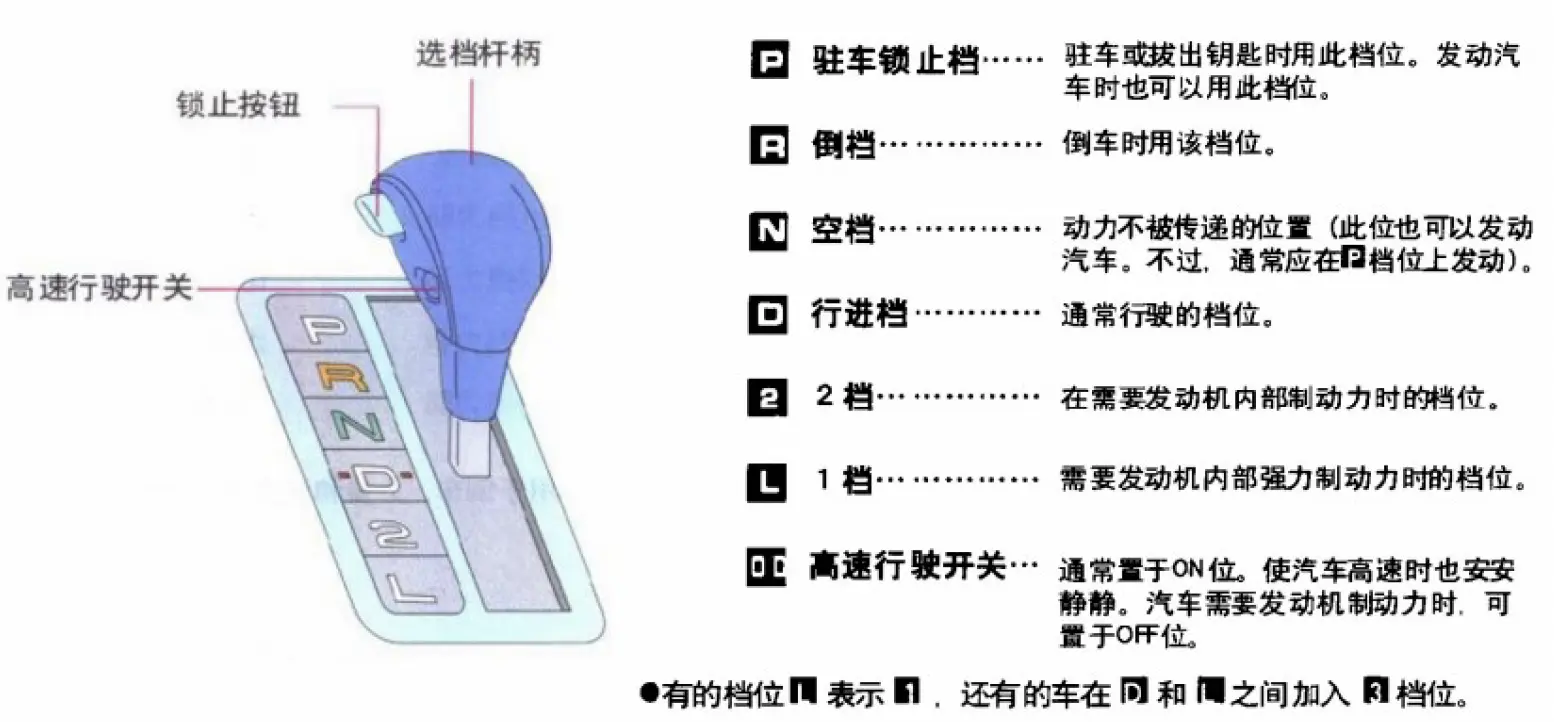 选档杆柄
锁止按钮
高速行驶开关
P
R
N
D
2
L
P 驻车锁止档…… 驻车或拔出钥匙时用此档位。发动汽
车时也可以用此档位。
R 倒档…………… 倒车时用该档位。
N 空档…………… 动力不被传递的位置（此位也可以发动
汽车。不过，通常应在P档位上发动）。
D 行进档………… 通常行驶的档位。
2 2档…………… 在需要发动机内部制动力时的档位。
L 1档…………… 需要发动机内部强力制动力时的档位。
OD 高速行驶开关… 通常置于ON位。使汽车高速时也安安
静静。汽车需要发动机制动力时，可
置于OFF位。
●有的档位L表示1，还有的车在D和L之间加入3档位。